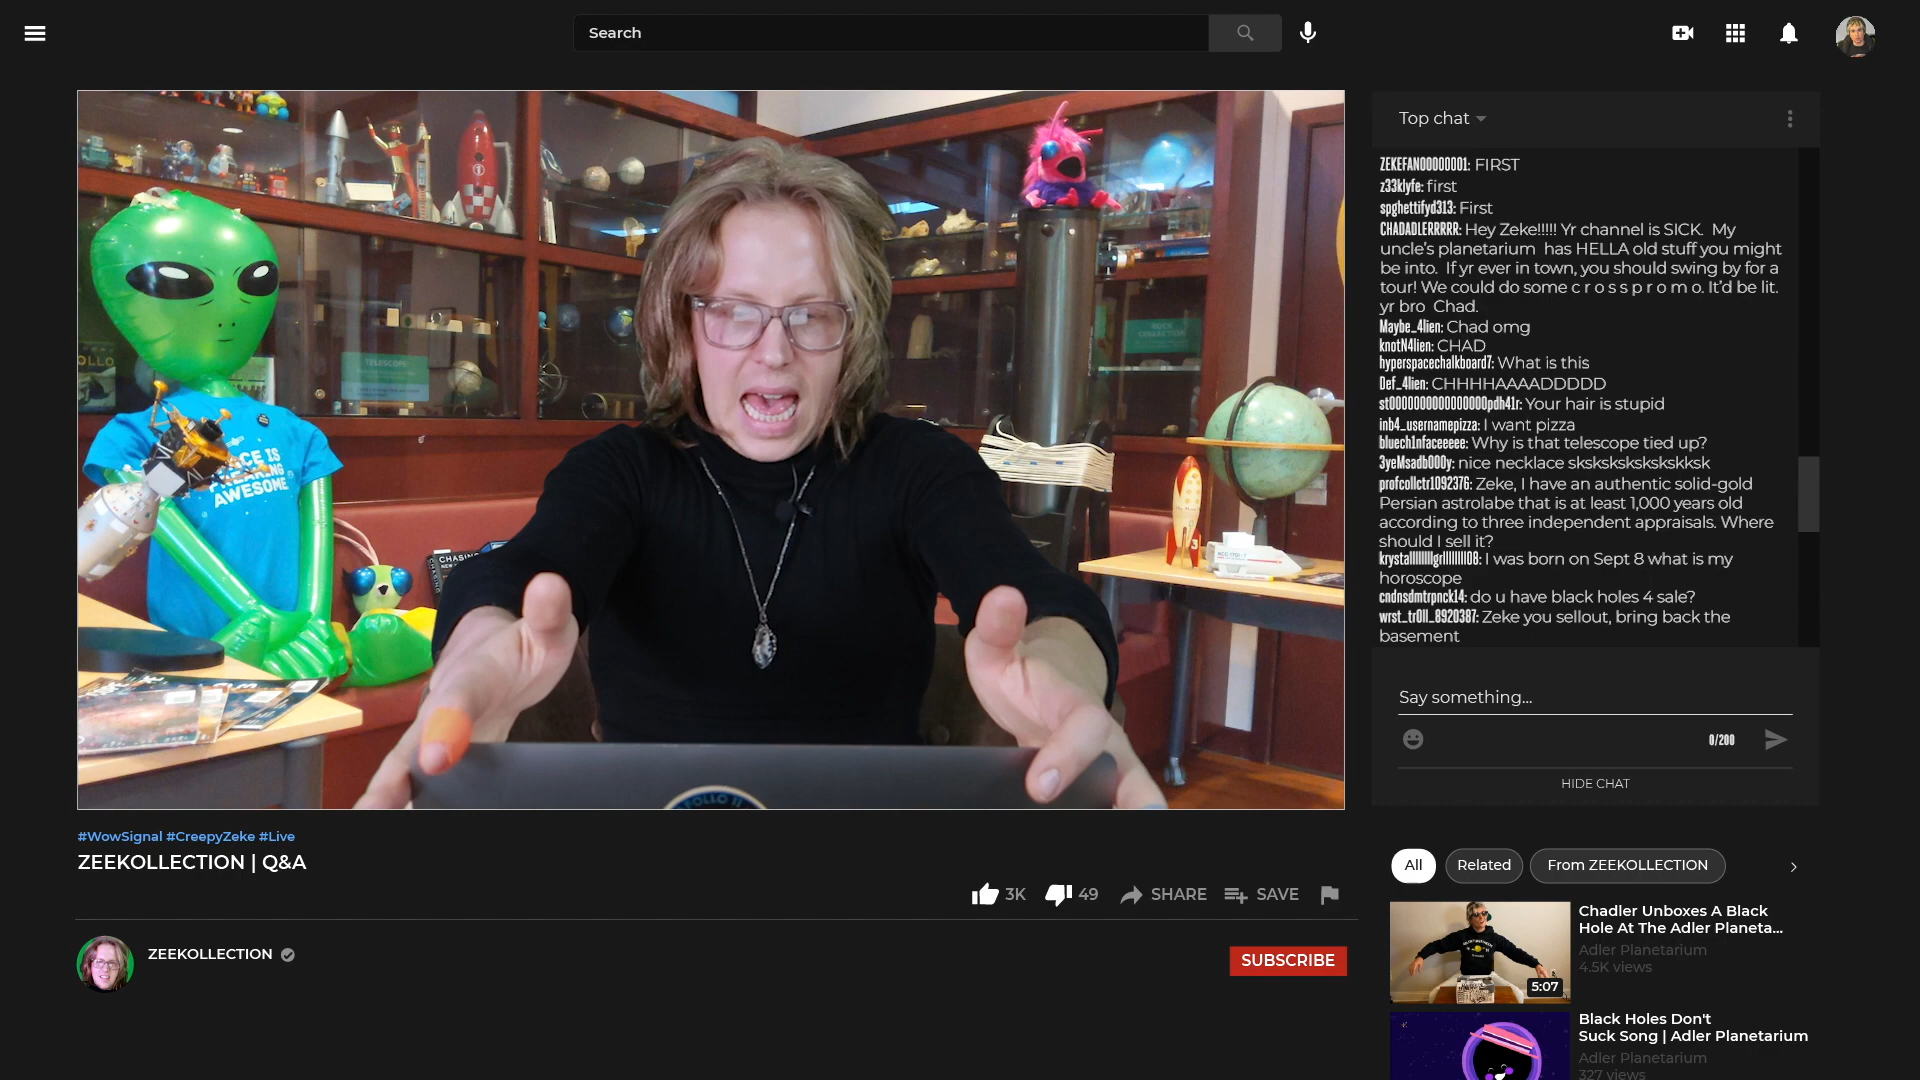 Search
Top chat
ZEKEFAN00000001: FIRST
z33klyfe: first
spghettifyd313: First
CHADADLERRRRR: Hey Zeke!!!!! Yr channel is SICK. My
uncle's planetarium has HELLA old stuff you might
be into. If yr ever in town, you should swing by for a
tour! We could do some c r o s s p r o m o. It'd be lit.
yr bro Chad.
Maybe_4lien: Chad omg
knotN4lien: CHAD
hyperspacechalkboard7: What is this
Def_4lien: CHHHHAAAADDDDD
Your hair is stupid
inb4_usernamepizza: I want pizza
bluech1nfaceeeee: Why is that telescope tied up?
3yeMsadb000y: nice necklace sksksksksksksksk
profcollctr1092376: Zeke, I have an authentic solid-gold
Persian astrolabe that is at least 1,000 years old
according to three independent appraisals. Where
should I sell it?
I was born on Sept 8 what is my
horoscope
cndnsdmtrpnck14: do u have black holes 4 sale?
wrst_tr0ll_8920387: Zeke you sellout, bring back the
basement
Say something...
0/200
HIDE CHAT
TELESCOPE
ROCK
COLLECTION
SPACE IS
FREAKING
AWESOME
CHASING
APOLLO 11
#WowSignal #CreepyZeke #Live
ZEEKOLLECTION | Q&A
3K
49
SHARE
SAVE
ZEEKOLLECTION
SUBSCRIBE
All
Related
From ZEEKOLLECTION
Chadler Unboxes A Black
Hole At The Adler Planeta...
Adler Planetarium
4.5K views
5:07
Black Holes Don't
Suck Song | Adler Planetarium
Adler Planetarium
327 views